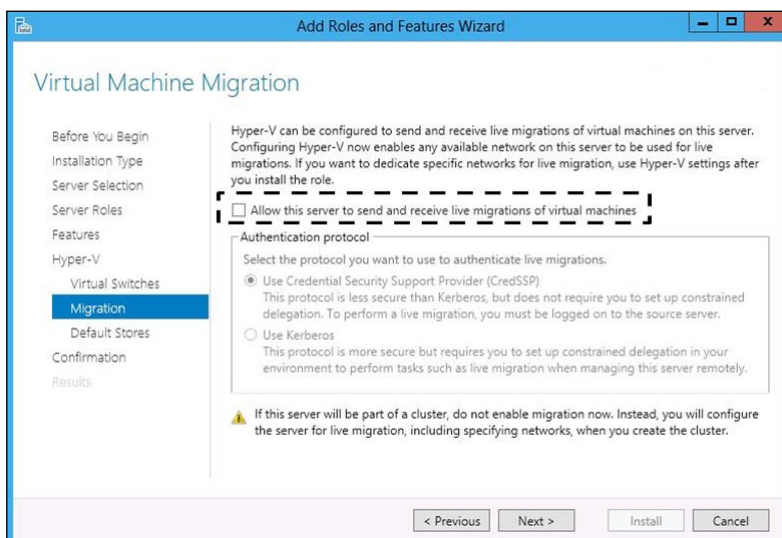 Add Roles and Features Wizard
Virtual Machine Migration
Before You Begin
Installation Type
Server Selection
Server Roles
Features
Hyper-V
Virtual Switches
Migration
Default Stores
Confirmation
Results
Hyper-V can be configured to send and receive live migrations of virtual machines on this server.
Configuring Hyper-V now enables any available network on this server to be used for live
migrations. If you want to dedicate specific networks for live migration, use Hyper-V settings after
you install the role.
Allow this server to send and receive live migrations of virtual machines
Authentication protocol
Select the protocol you want to use to authenticate live migrations.
Use Credential Security Support Provider (CredSSP)
This protocol is less secure than Kerberos, but does not require you to set up constrained
delegation. To perform a live migration, you must be logged on to the source server.
Use Kerberos
This protocol is more secure but requires you to set up constrained delegation in your
environment to perform tasks such as live migration when managing this server remotely.
If this server will be part of a cluster, do not enable migration now. Instead, you will configure
the server for live migration, including specifying networks, when you create the cluster.
< Previous
Next >
Install
Cancel